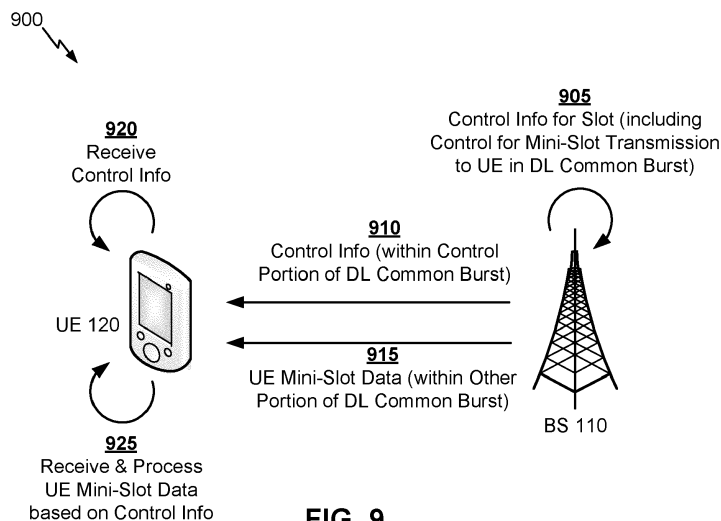 900
905
Control Info for Slot (including
Control for Mini-Slot Transmission
to UE in DL Common Burst)
920
Receive
Control Info
910
Control Info (within Control
Portion of DL Common Burst)
UE 120
915
UE Mini-Slot Data (within Other
Portion of DL Common Burst)
BS 110
925
Receive & Process
UE Mini-Slot Data
based on Control Info
FIG. 9